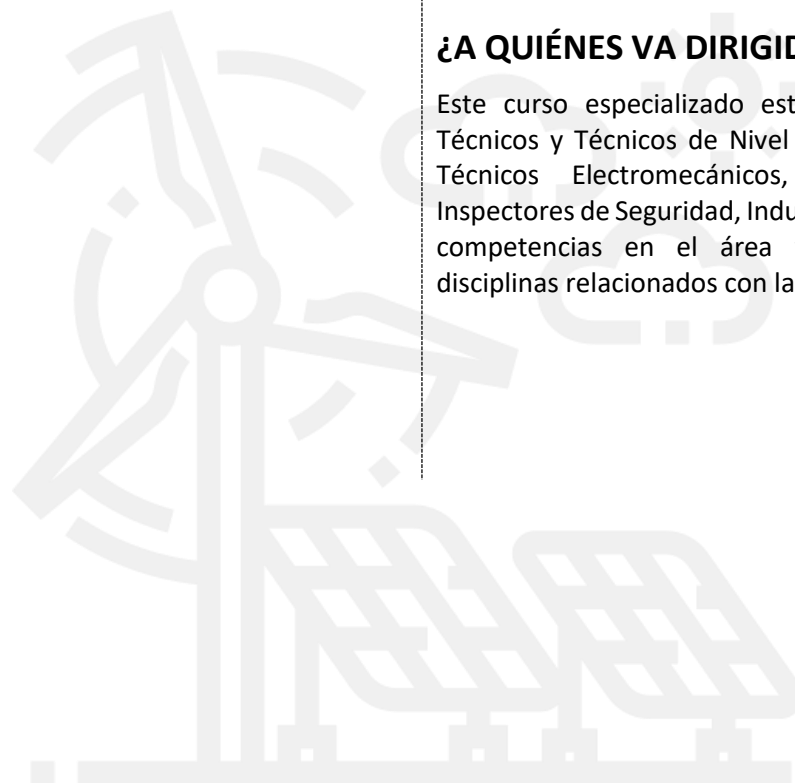 ¿A QUIÉNES VA DIRIGID
Este curso especializado est
Técnicos y Técnicos de Nivel
Técnicos Electromecánicos,
Inspectores de Seguridad, Indu
competencias en el área
disciplinas relacionados con la